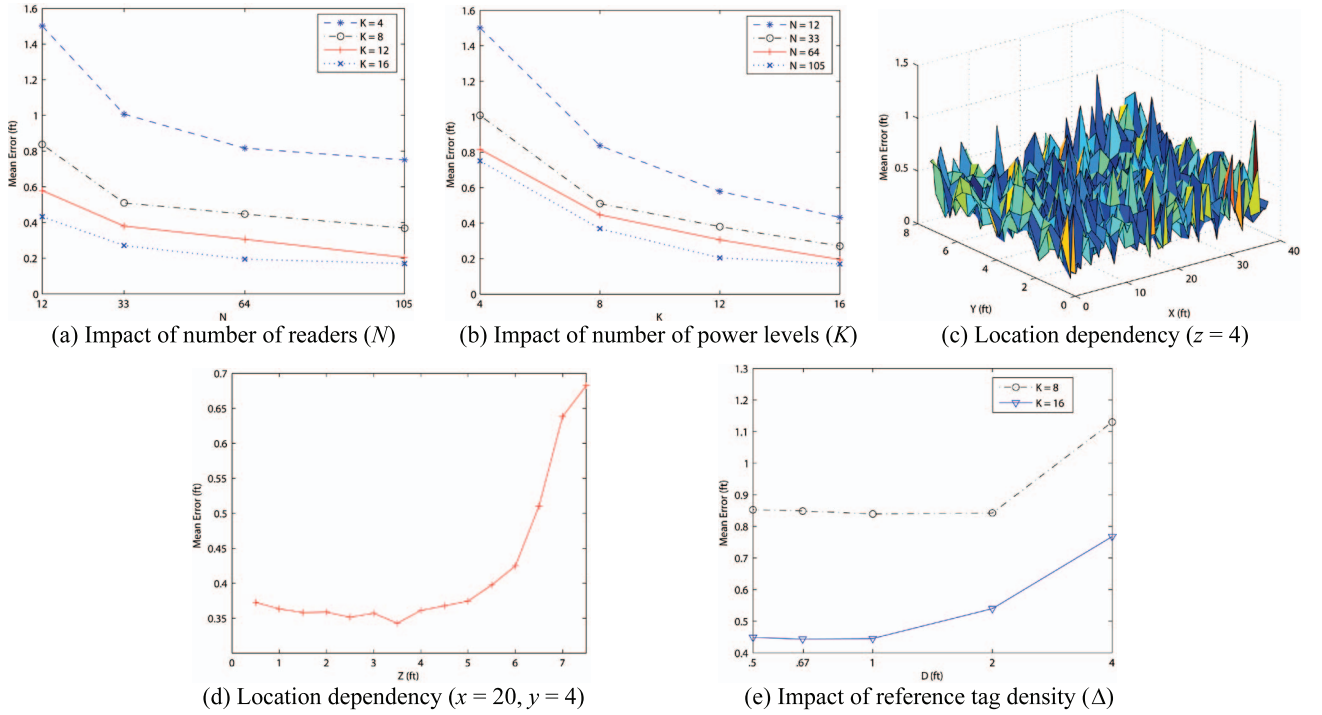 1.6
1.4
1.2
1
0.8
0.6
0.4
0.2
0
Mean Error (ft)
12
33
64
105
N
K = 4
K = 8
K = 12
K = 16
(a) Impact of number of readers (N)
1.6
1.4
1.2
1
0.8
0.6
0.4
0.2
0
Mean Error (ft)
4
8
12
16
K
N = 12
N = 33
N = 64
N = 105
(b) Impact of number of power levels (K)
1.5
1
0.5
0
Mean Error (ft)
8
6
4
2
0
Y (ft)
0
10
20
30
40
X (ft)
(c) Location dependency (z = 4)
0.7
0.65
0.6
0.55
0.5
0.45
0.4
0.35
Mean Error (ft)
0
1
2
3
4
5
6
7
Z (ft)
(d) Location dependency (x = 20, y = 4)
1.3
1.2
1.1
1
0.9
0.8
0.7
0.6
0.5
0.4
Mean Error (ft)
.5
.67
1
2
4
D (ft)
K = 8
K = 16
(e) Impact of reference tag density (Δ)